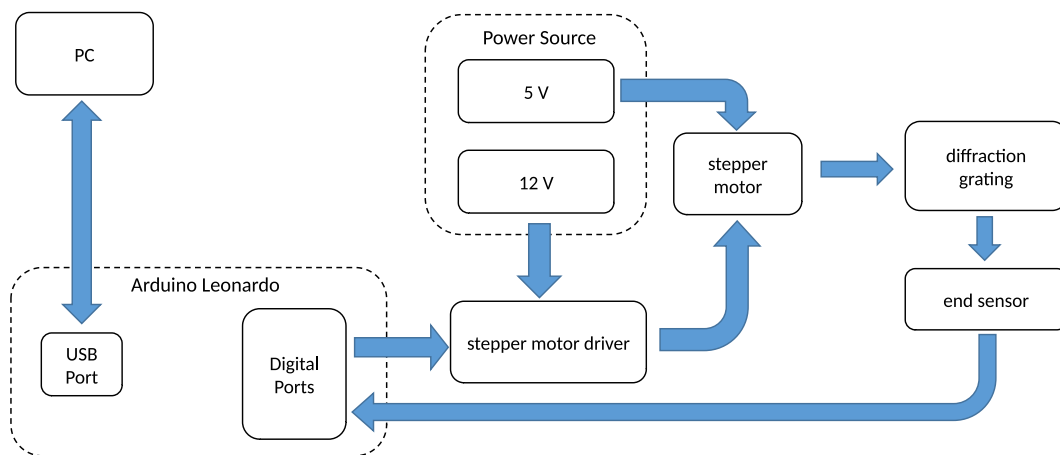 PC
Power Source
5 V
12 V
stepper
motor
diffraction
grating
Arduino Leonardo
USB
Port
Digital
Ports
stepper motor driver
end sensor